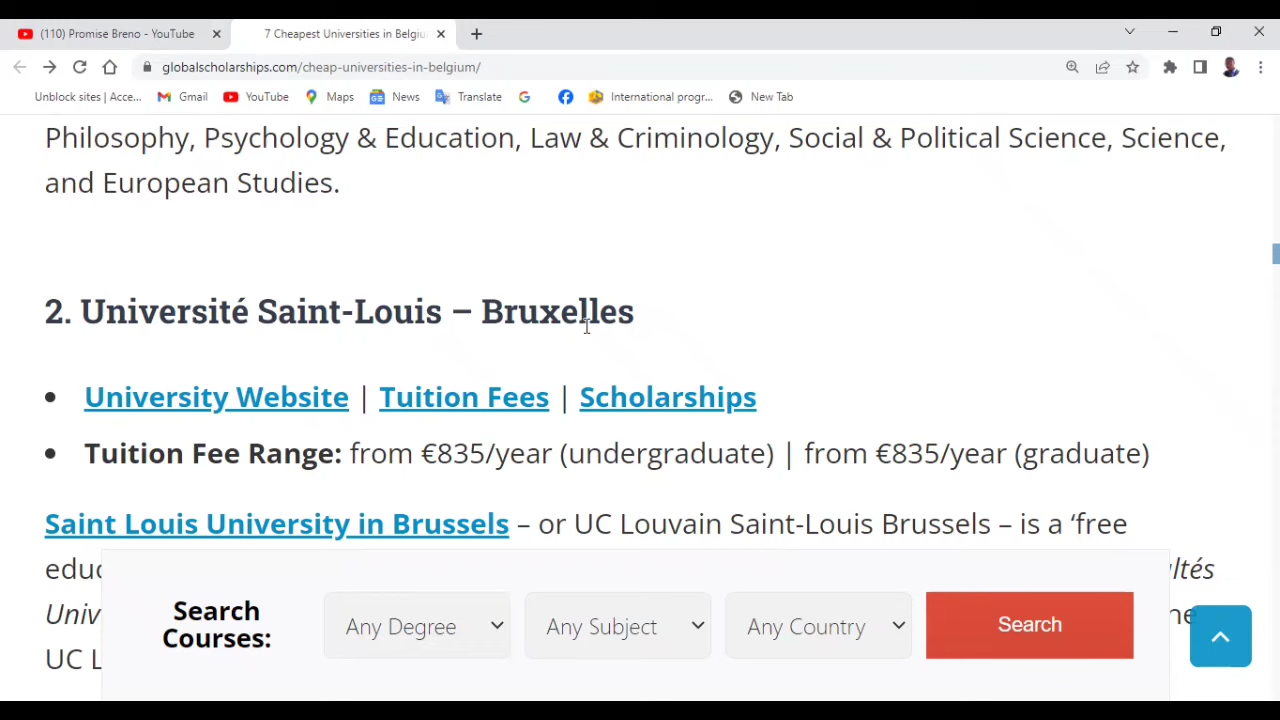 (110) Promise Breno - YouTube
7 Cheapest Universities in Belgiu
globalscholarships.com/cheap-universities-in-belgium/
Unblock sites | Acce... Gmail YouTube Maps News Translate International progr... New Tab
Philosophy, Psychology & Education, Law & Criminology, Social & Political Science, Science,
and European Studies.
2. Université Saint-Louis – Bruxelles
• University Website | Tuition Fees | Scholarships
• Tuition Fee Range: from €835/year (undergraduate) | from €835/year (graduate)
Saint Louis University in Brussels – or UC Louvain Saint-Louis Brussels – is a ‘free
Search
Courses:
Any Degree
Any Subject
Any Country
Search
UC L